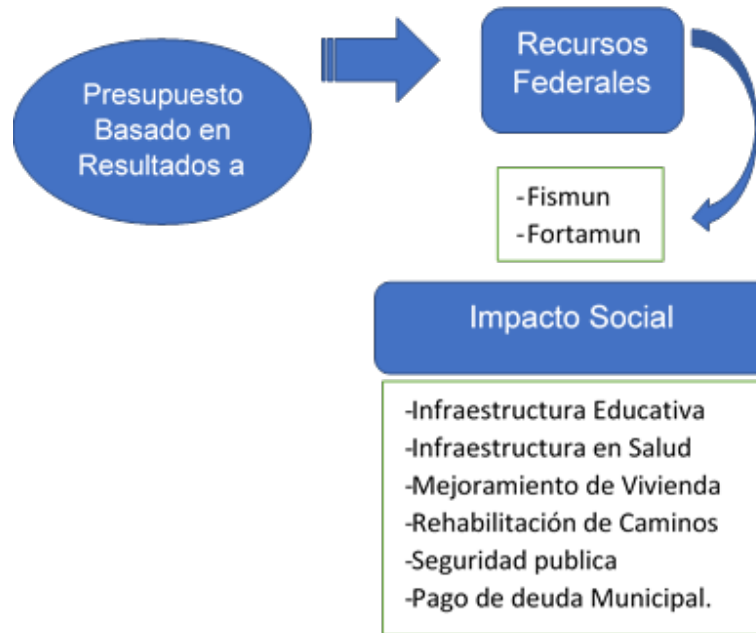 Presupuesto
Basado en
Resultados a
Recursos
Federales
-Fismun
-Fortamun
Impacto Social
-Infraestructura Educativa
-Infraestructura en Salud
-Mejoramiento de Vivienda
-Rehabilitación de Caminos
-Seguridad publica
-Pago de deuda Municipal.